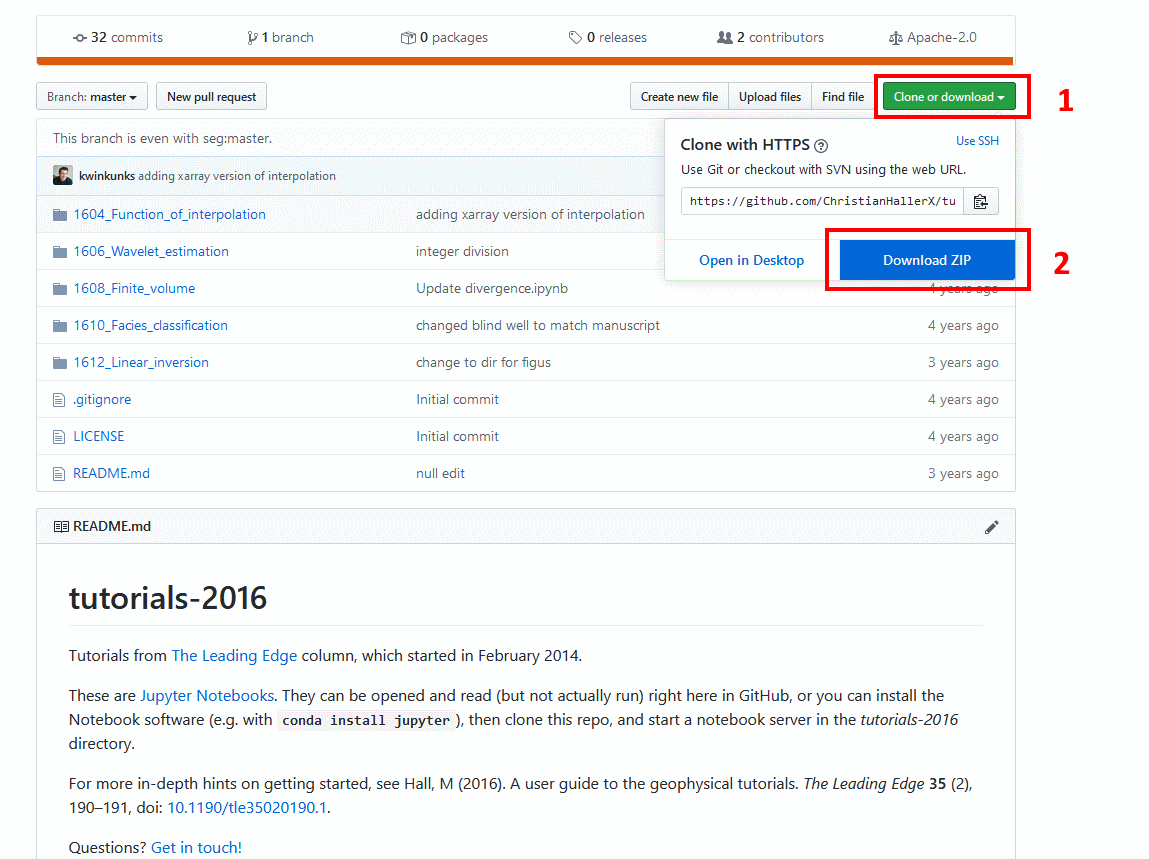 32 commits 1 branch 0 packages 0 releases 2 contributors Apache-2.0
Branch: master New pull request Create new file Upload files Find file Clone or download 1
This branch is even with seg:master.
Clone with HTTPS Use SSH
Use Git or checkout with SVN using the web URL.
https://github.com/ChristianHallerX/tu
Open in Desktop Download ZIP 2
kwinkunks adding xarray version of interpolation
1604_Function_of_interpolation adding xarray version of interpolation
1606_Wavelet_estimation integer division
1608_Finite_volume Update divergence.ipynb 4 years ago
1610_Facies_classification changed blind well to match manuscript 4 years ago
1612_Linear_inversion change to dir for figus 3 years ago
.gitignore Initial commit 4 years ago
LICENSE Initial commit 4 years ago
README.md null edit 3 years ago
README.md
tutorials-2016
Tutorials from The Leading Edge column, which started in February 2014.
These are Jupyter Notebooks. They can be opened and read (but not actually run) right here in GitHub, or you can install the
Notebook software (e.g. with conda install jupyter ), then clone this repo, and start a notebook server in the tutorials-2016
directory.
For more in-depth hints on getting started, see Hall, M (2016). A user guide to the geophysical tutorials. The Leading Edge 35 (2),
190–191, doi: 10.1190/tle35020190.1.
Questions? Get in touch!